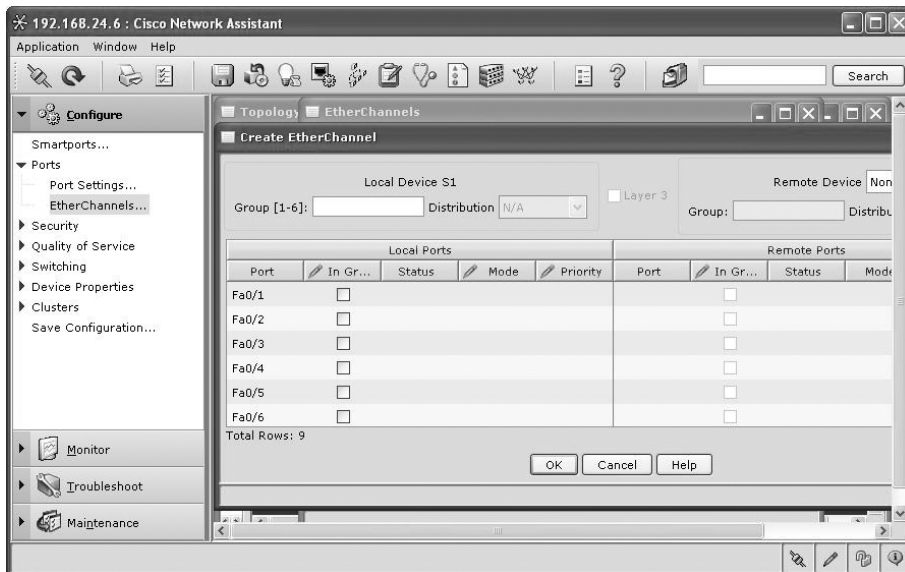 192.168.24.6 : Cisco Network Assistant
Application Window Help
Search
Configure
Smartports...
Ports
Port Settings...
EtherChannels...
Security
Quality of Service
Switching
Device Properties
Clusters
Save Configuration...
Monitor
Troubleshoot
Maintenance
Topology EtherChannels
Create EtherChannel
Local Device S1
Group [1-6]: Distribution N/A
Layer 3
Remote Device Non
Group: Distribu
Local Ports Remote Ports
Port In Gr... Status Mode Priority Port In Gr... Status Mode
Fa0/1
Fa0/2
Fa0/3
Fa0/4
Fa0/5
Fa0/6
Total Rows: 9
OK Cancel Help